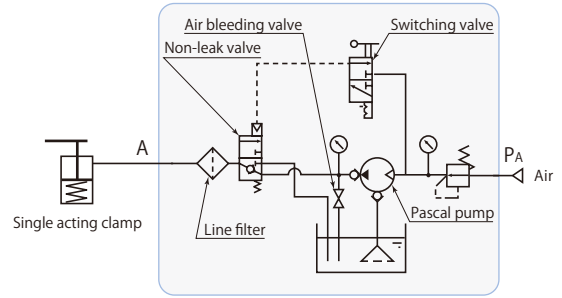 Air bleeding valve
Switching valve
Non-leak valve
A
PA
Air
Single acting clamp
Line filter
Pascal pump